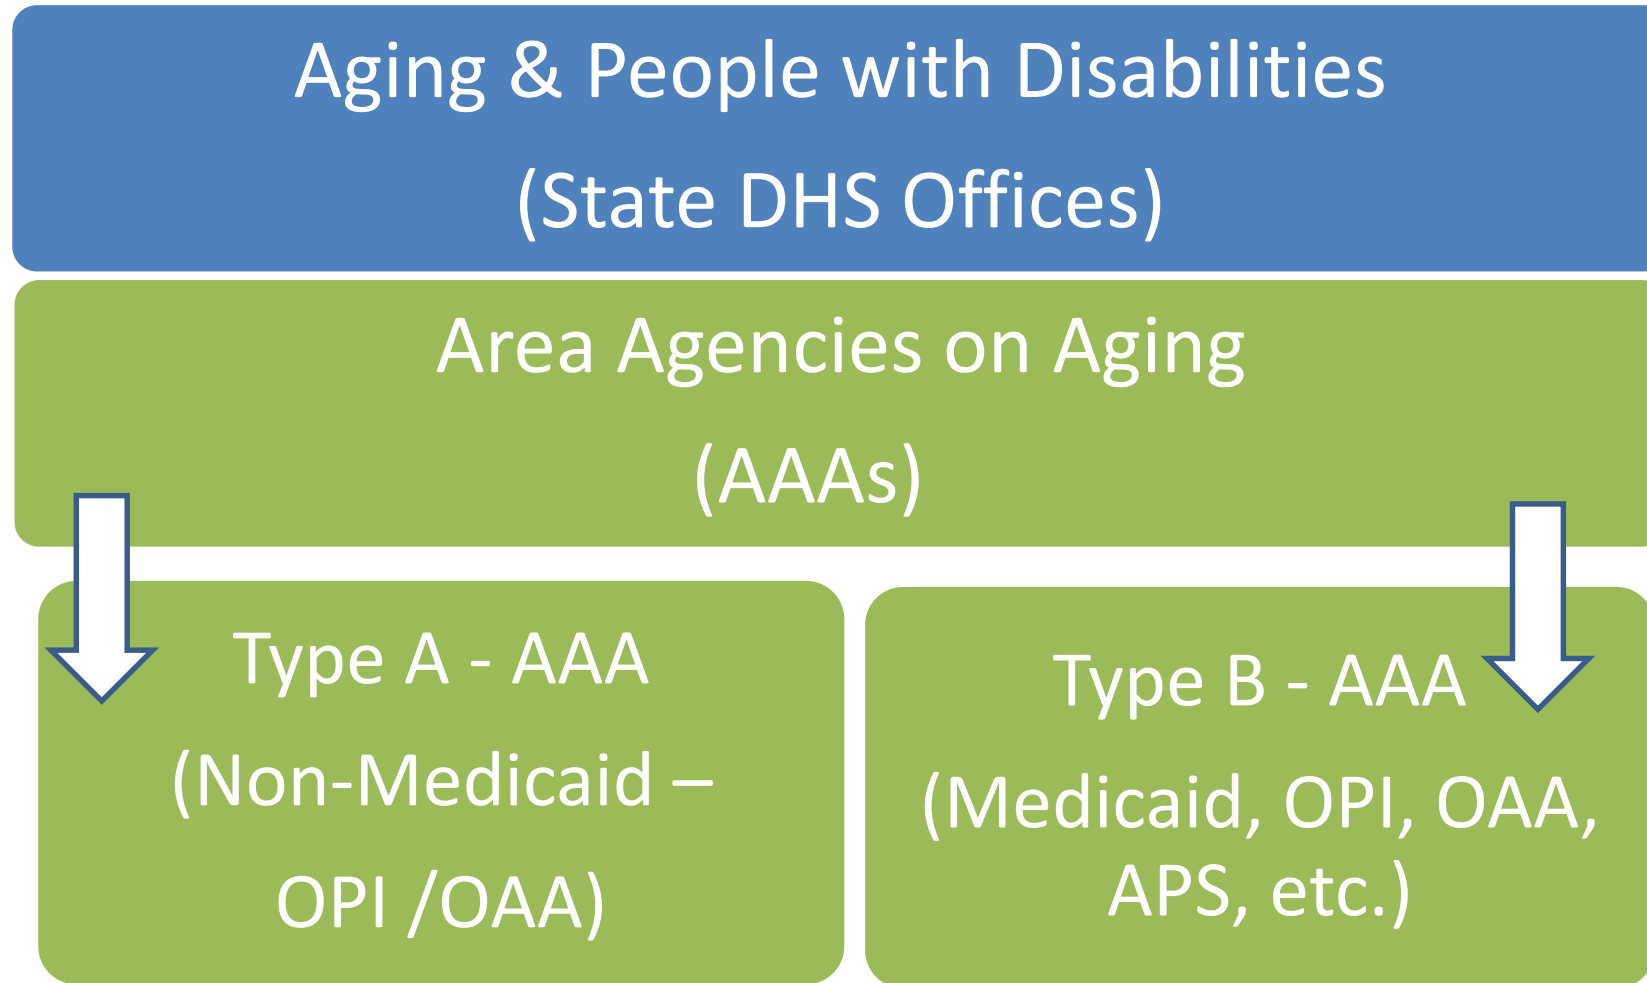 Aging & People with Disabilities
(State DHS Offices)
Area Agencies on Aging
(AAAs)
Type A - AAA
(Non-Medicaid –
OPI /OAA)
Type B - AAA
(Medicaid, OPI, OAA,
APS, etc.)